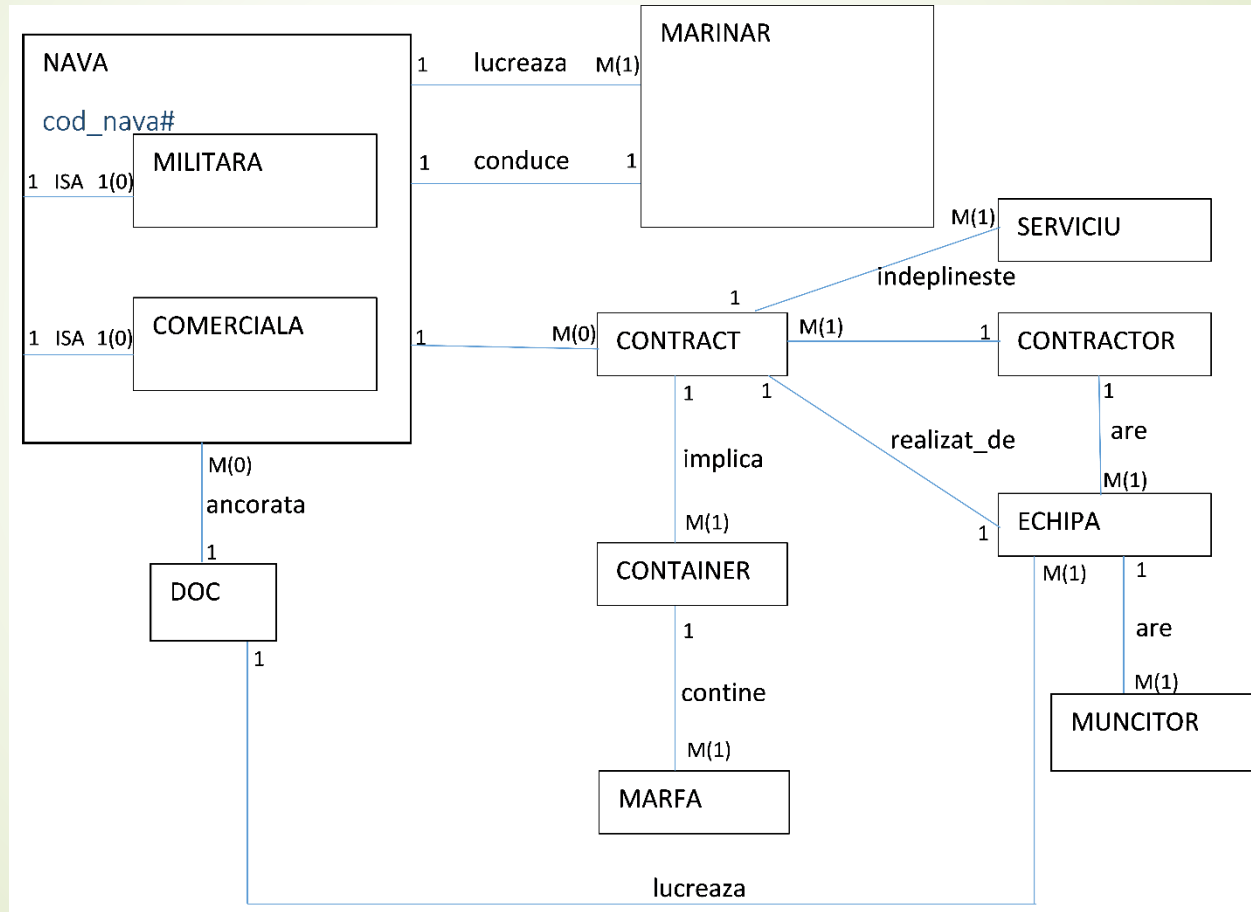 NAVA
cod_nava#
MILITARA
1 ISA 1(0)
COMERCIALA
1 ISA 1(0)
1 lucreaza M(1)
1 conduce 1
MARINAR
M(1)
SERVICIU
indeplineste
1
1
M(0)
CONTRACT
M(1)
1
CONTRACTOR
1
1
1
implica
realizat_de
are
M(1)
M(1)
ECHIPA
1
M(0)
ancorata
1
DOC
1
CONTAINER
1
contine
M(1)
MARFA
M(1)
1
are
M(1)
MUNCITOR
lucreaza